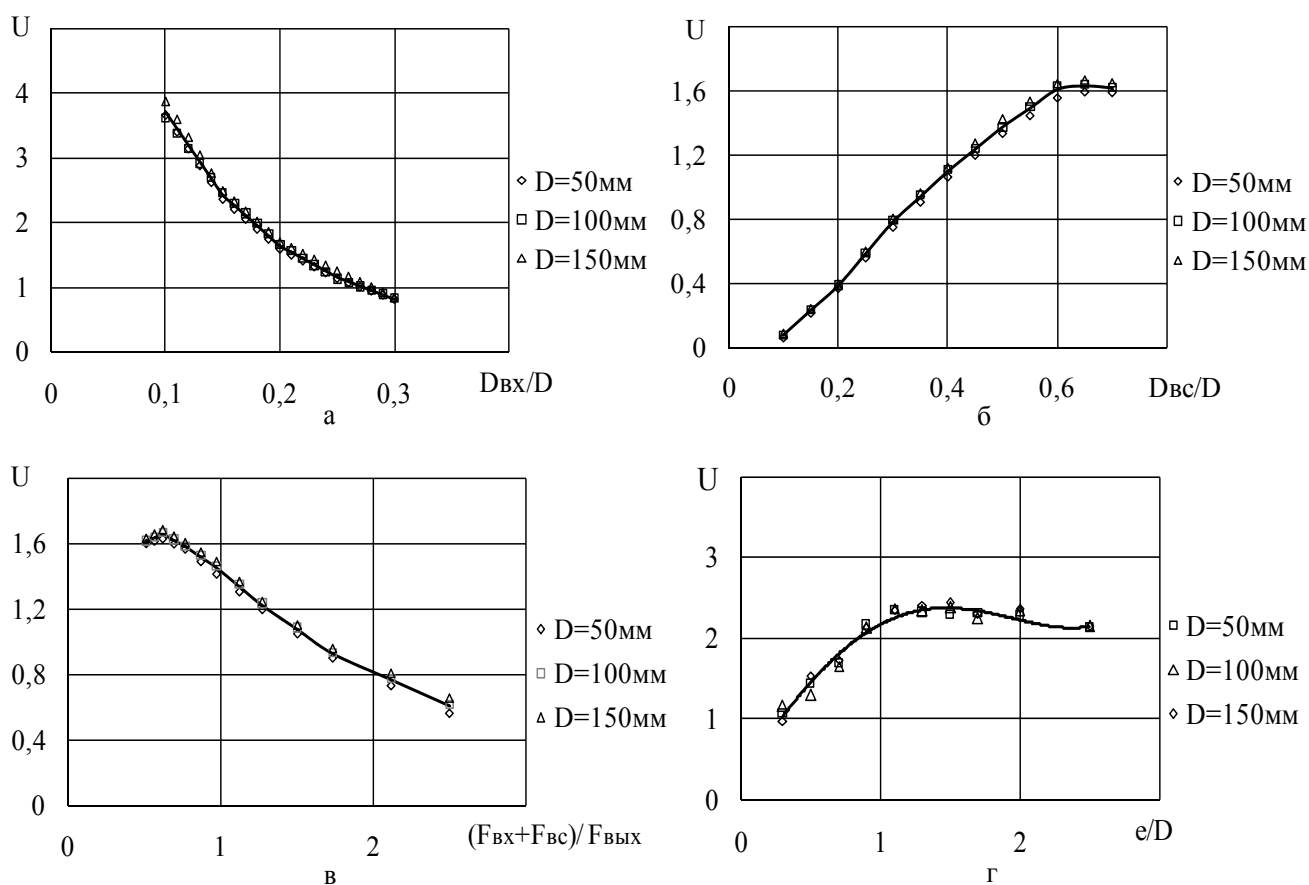 U
4
3
2
1
0
0
0,1
0,2
0,3
Dвх/D
D=50мм
D=100мм
D=150мм
а
U
1,6
1,2
0,8
0,4
0
0
0,2
0,4
0,6
Dвс/D
D=50мм
D=100мм
D=150мм
б
U
1,6
1,2
0,8
0,4
0
0
1
2
(Fвх+Fвс)/Fвых
D=50мм
D=100мм
D=150мм
в
U
3
2
1
0
0
1
2
e/D
D=50мм
D=100мм
D=150мм
г